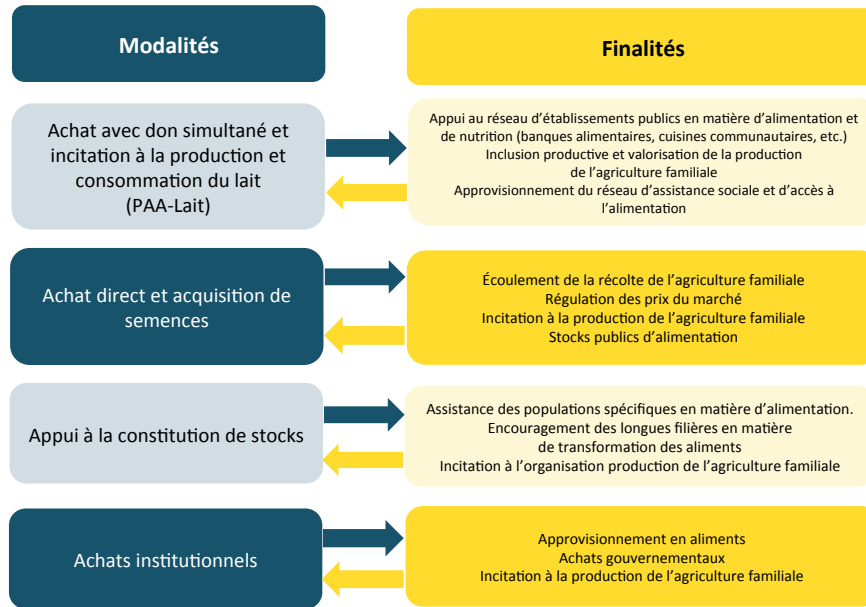 Modalités
Finalités
Achat avec don simultané et
incitation à la production et
consommation du lait
(PAA-Lait)
Appui au réseau d'établissements publics en matière d'alimentation et
de nutrition (banques alimentaires, cuisines communautaires, etc.)
Inclusion productive et valorisation de la production
de l'agriculture familiale
Approvisionnement du réseau d'assistance sociale et d'accès à
l'alimentation
Achat direct et acquisition de
semences
Écoulement de la récolte de l'agriculture familiale
Régulation des prix du marché
Incitation à la production de l'agriculture familiale
Stocks publics d'alimentation
Appui à la constitution de stocks
Assistance des populations spécifiques en matière d'alimentation.
Encouragement des longues filières en matière
de transformation des aliments
Incitation à l'organisation production de l'agriculture familiale
Achats institutionnels
Approvisionnement en aliments
Achats gouvernementaux
Incitation à la production de l'agriculture familiale